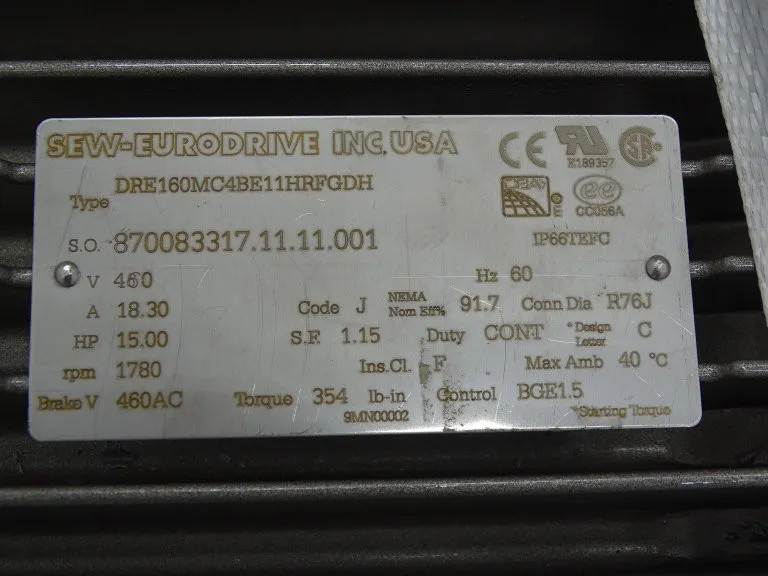 SEW-EURODRIVE INC. USA
CE
E189357
Type DRE160MC4BE11HRFGDH
CC056A
S.O. 870083317.11.11.001 IP66TEFC
V 460 Hz 60
A 18.30 Code J NEMA Nom Eff% 91.7 Conn Dia R76J
HP 15.00 S.F. 1.15 Duty CONT *Design Letter C
rpm 1780 Ins.Cl. F Max Amb 40 °C
Brake V 460AC Torque 354 lb-in Control BGE1.5
9MN00002 *Starting Torque